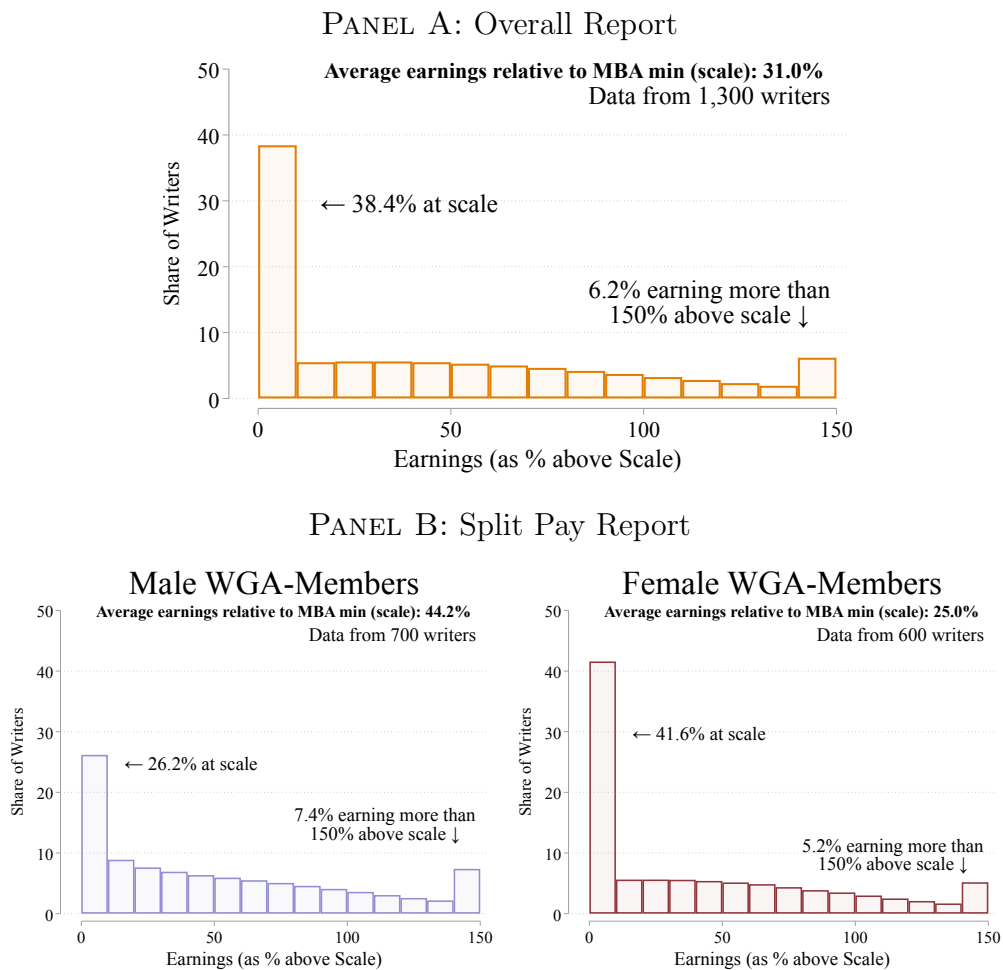 PANEL A: Overall Report
Average earnings relative to MBA min (scale): 31.0%
Data from 1,300 writers
50
40
30
20
10
0
Share of Writers
← 38.4% at scale
6.2% earning more than
150% above scale ↓
0 50 100 150
Earnings (as % above Scale)
PANEL B: Split Pay Report
Male WGA-Members
Average earnings relative to MBA min (scale): 44.2%
Data from 700 writers
50
40
30
20
10
0
Share of Writers
← 26.2% at scale
7.4% earning more than
150% above scale ↓
0 50 100 150
Earnings (as % above Scale)
Female WGA-Members
Average earnings relative to MBA min (scale): 25.0%
Data from 600 writers
50
40
30
20
10
0
Share of Writers
← 41.6% at scale
5.2% earning more than
150% above scale ↓
0 50 100 150
Earnings (as % above Scale)